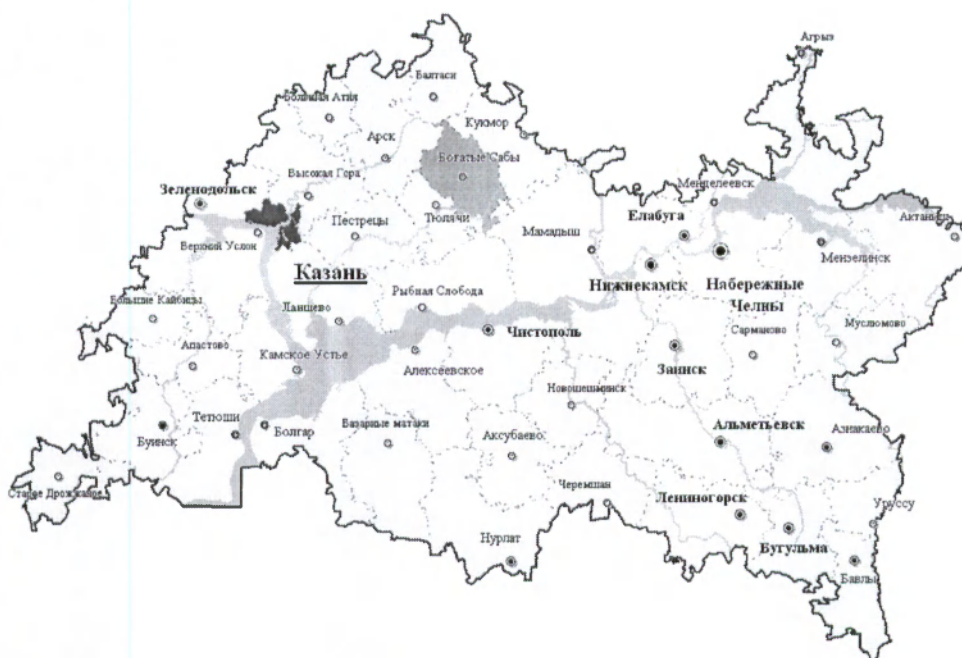 Агрыз
Балтаси
Большая Атня
Кукмор
Арск
Богатые Сабы
Высокая Гора
Менделеевск
Зеленодольск
Тюлячи
Елабуга
Актаныш
Пестрецы
Мамадыш
Верхний Услон
Мензелинск
Казань
Нижнекамск
Набережные
Челны
Рыбная Слобода
Большие Кайбицы
Лаишево
Чистополь
Сарманово
Муслюмово
Апастово
Камское Устье
Алексеевское
Заинск
Новошешминск
Тетюши
Болгар
Базарные матаки
Аксубаево
Альметьевск
Азнакаево
Буинск
Старое Дрожжаное
Черемшан
Лениногорск
Уруссу
Нурлат
Бугульма
Бавлы